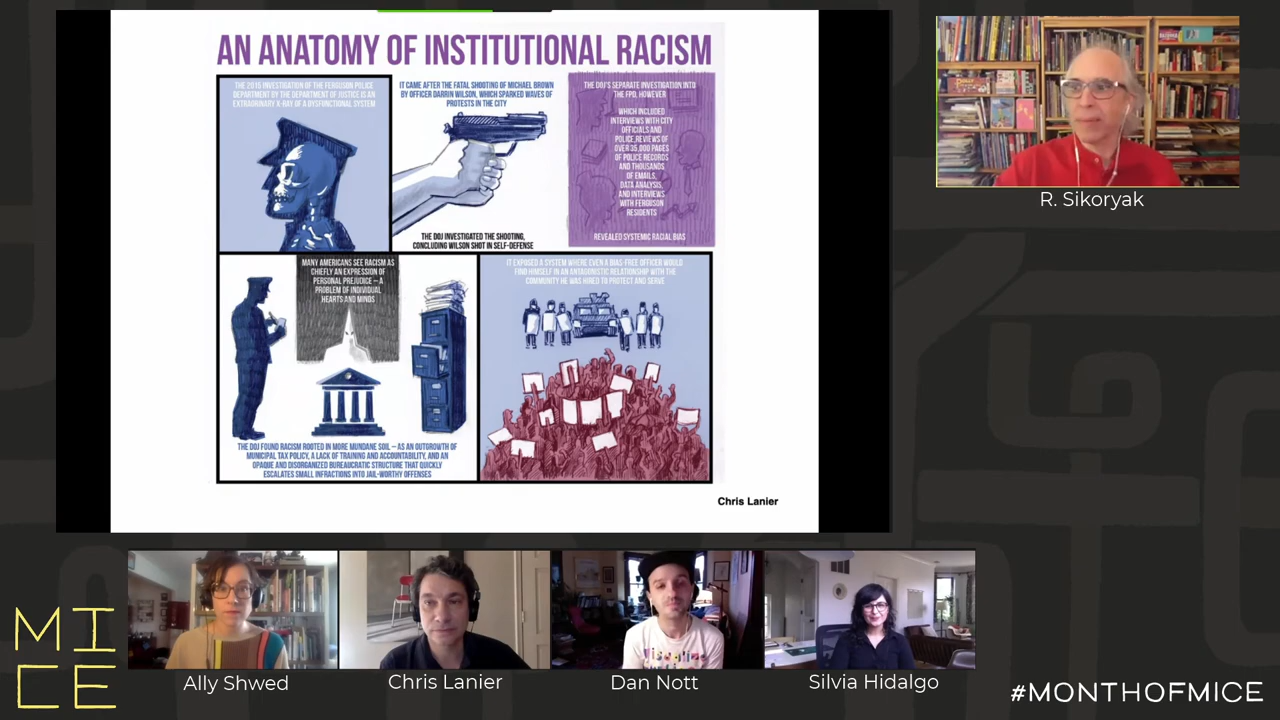 AN ANATOMY OF INSTITUTIONAL RACISM
THE 2015 INVESTIGATION OF THE FERGUSON POLICE
DEPARTMENT BY THE DEPARTMENT OF JUSTICE IS AN
EXTRAORDINARY X-RAY OF A DYSFUNCTIONAL SYSTEM
IT CAME AFTER THE FATAL SHOOTING OF MICHAEL BROWN
BY OFFICER DARRIN WILSON, WHICH SPARKED WAVES OF
PROTESTS IN THE CITY
THE DOJ INVESTIGATED THE SHOOTING,
CONCLUDING WILSON SHOT IN SELF-DEFENSE
THE DOJ'S SEPARATE INVESTIGATION INTO
THE FPD, HOWEVER
WHICH INCLUDED
INTERVIEWS WITH CITY
OFFICIALS AND
POLICE, REVIEWS OF
OVER 35,000 PAGES
OF POLICE RECORDS
AND THOUSANDS
OF EMAILS,
DATA ANALYSIS,
AND INTERVIEWS
WITH FERGUSON
RESIDENTS
REVEALED SYSTEMIC RACIAL BIAS
MANY AMERICANS SEE RACISM AS
CHIEFLY AN EXPRESSION OF
PERSONAL PREJUDICE – A
PROBLEM OF INDIVIDUAL
HEARTS AND MINDS
THE DOJ FOUND RACISM ROOTED IN MORE MUNDANE SOIL – AS AN OUTGROWTH OF
MUNICIPAL TAX POLICY, A LACK OF TRAINING AND ACCOUNTABILITY, AND AN
OPAQUE AND DISORGANIZED BUREAUCRATIC STRUCTURE THAT QUICKLY
ESCALATES SMALL INFRACTIONS INTO JAIL-WORTHY OFFENSES
IT EXPOSED A SYSTEM WHERE EVEN A BIAS-FREE OFFICER WOULD
FIND HIMSELF IN AN ANTAGONISTIC RELATIONSHIP WITH THE
COMMUNITY HE WAS HIRED TO PROTECT AND SERVE
Chris Lanier
R. Sikoryak
MI
CE
Ally Shwed
Chris Lanier
Dan Nott
Silvia Hidalgo
#MONTHOFMICE